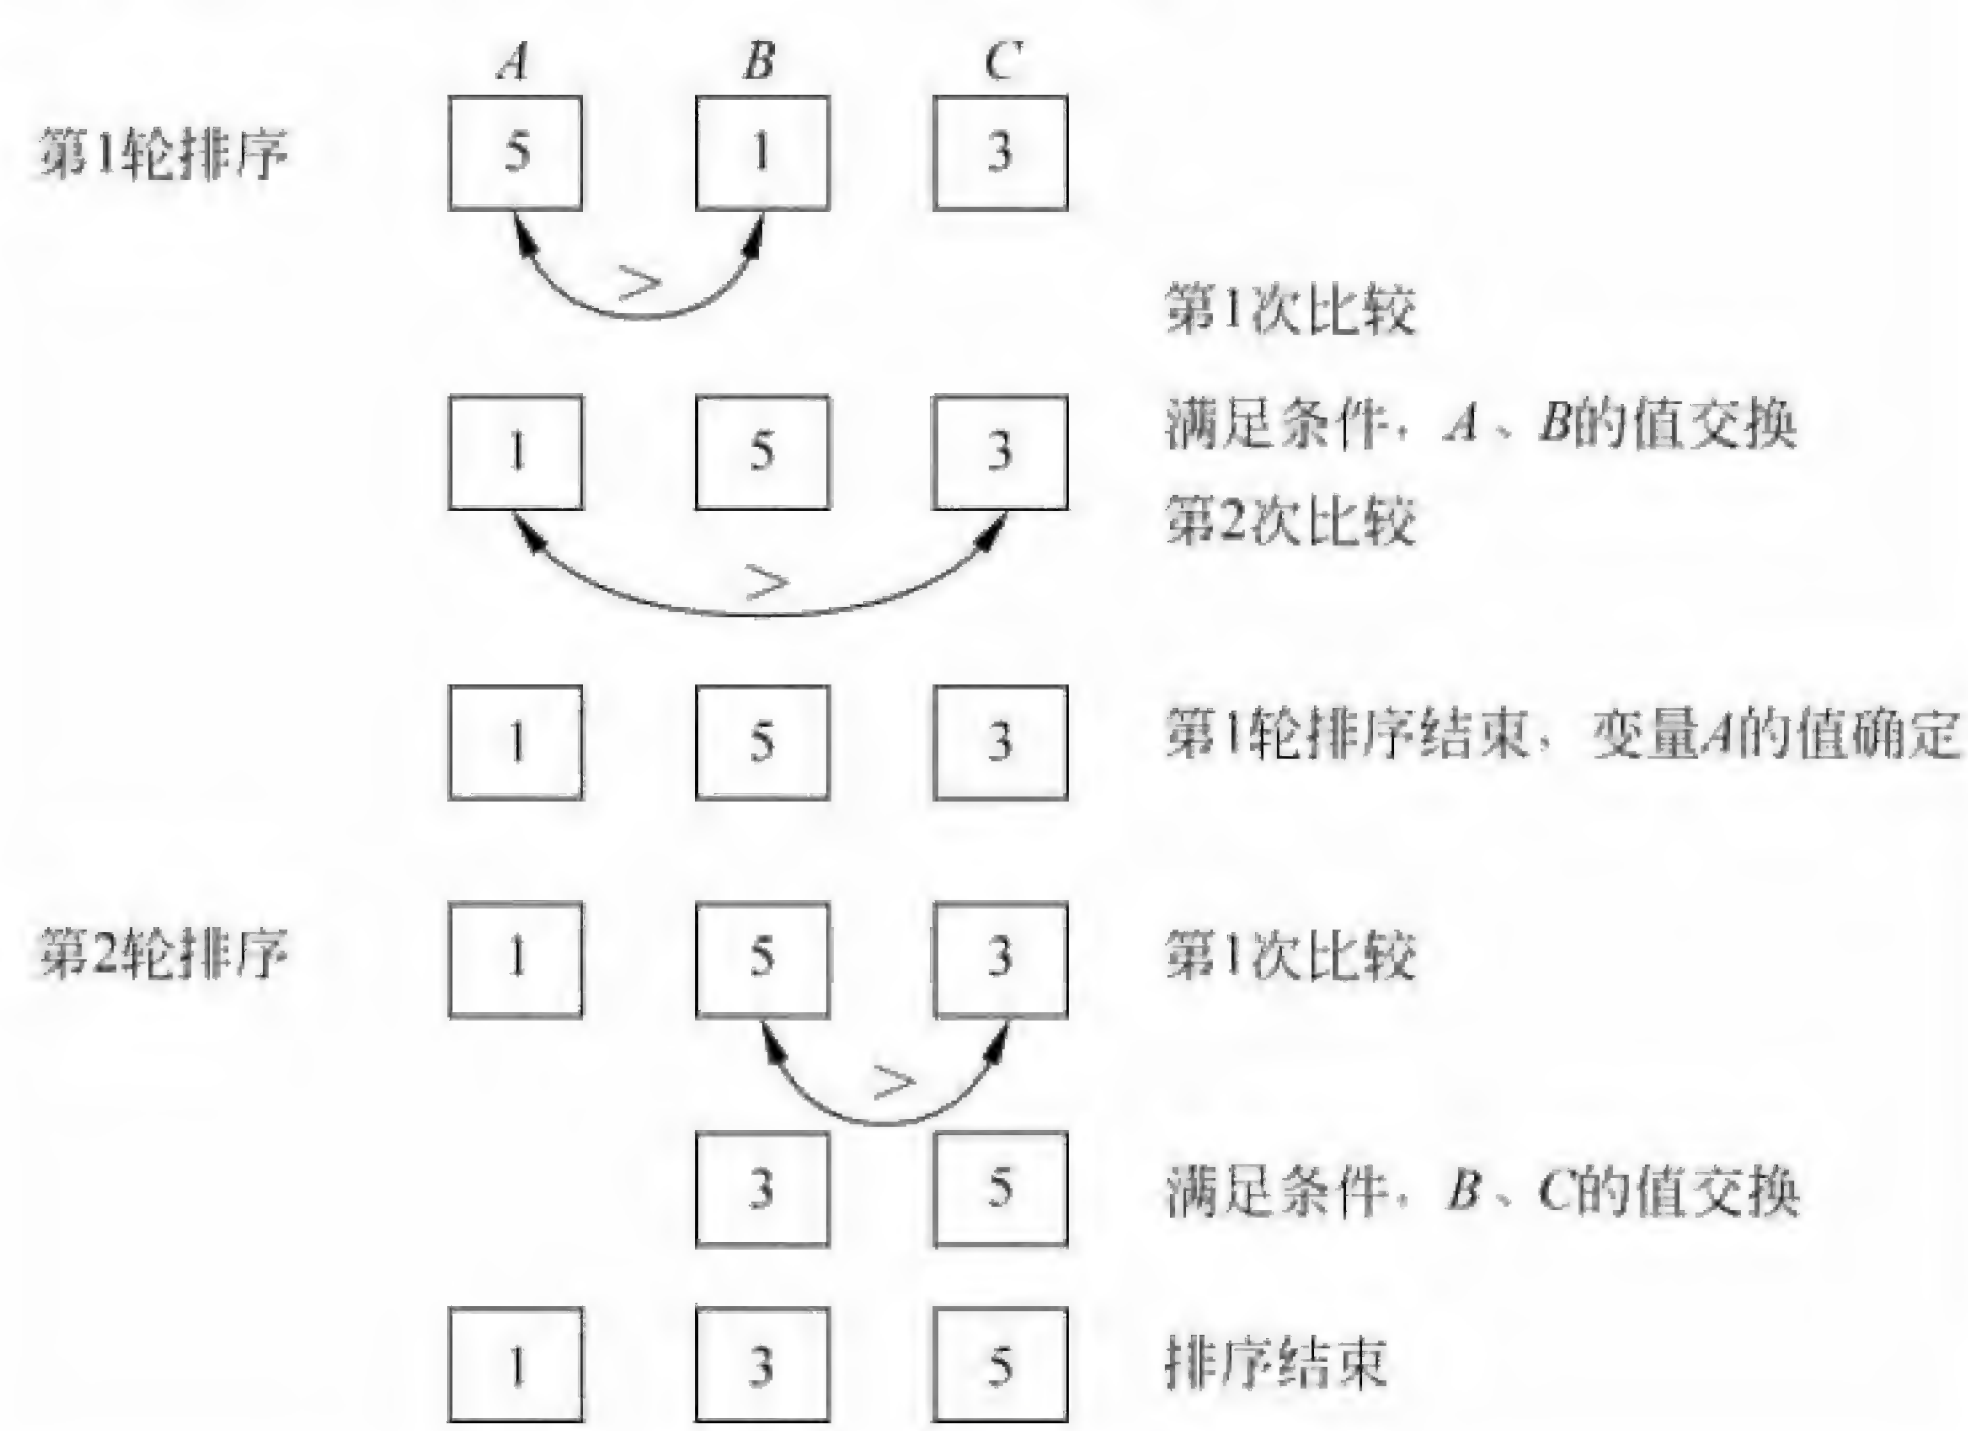 A B C
第1轮排序 5 1 3
>
第1次比较
1 5 3 满足条件，A、B的值交换
第2次比较
>
1 5 3 第1轮排序结束，变量A的值确定
第2轮排序 1 5 3 第1次比较
>
3 5 满足条件，B、C的值交换
1 3 5 排序结束